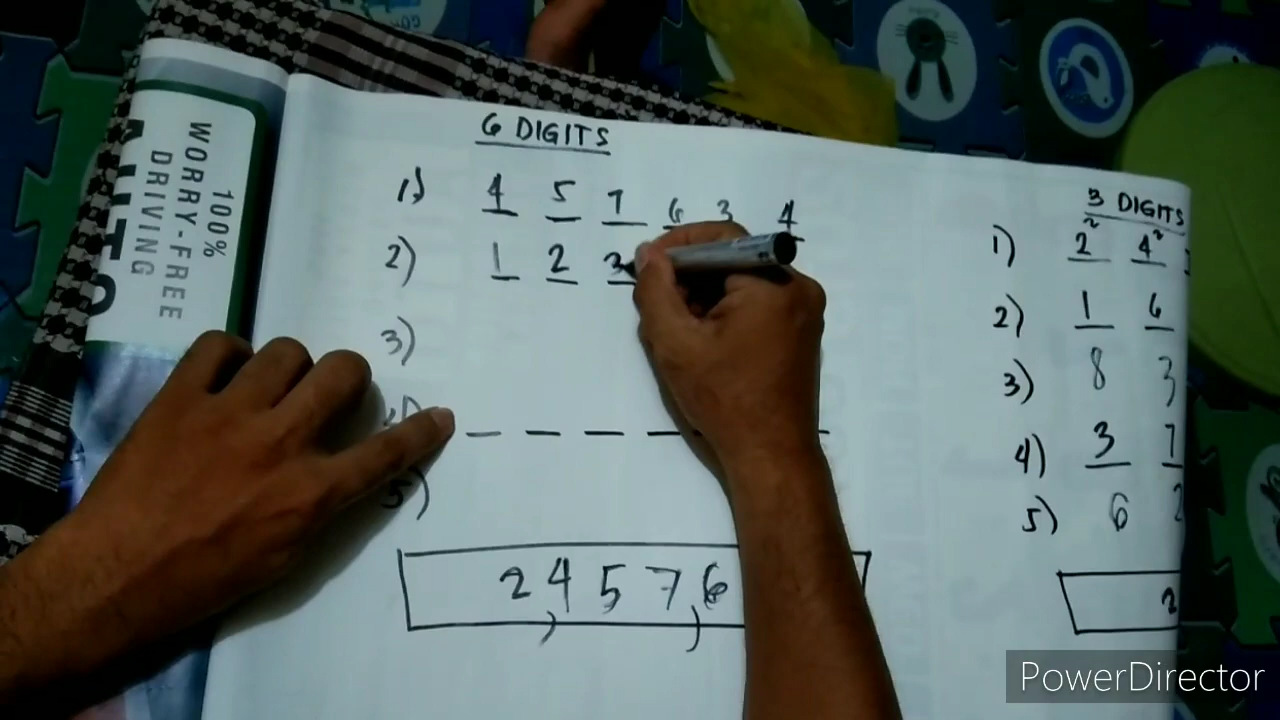 6 DIGITS
1) 4 5 7 6 3 4
2) 1 2 3
3)
5)
2 4, 5 7 6,
3 DIGITS
1) 2² 4²
2) 1 6
3) 8 3
4) 3 7
5) 6 2
2
100%
WORRY-FREE
DRIVING
PowerDirector